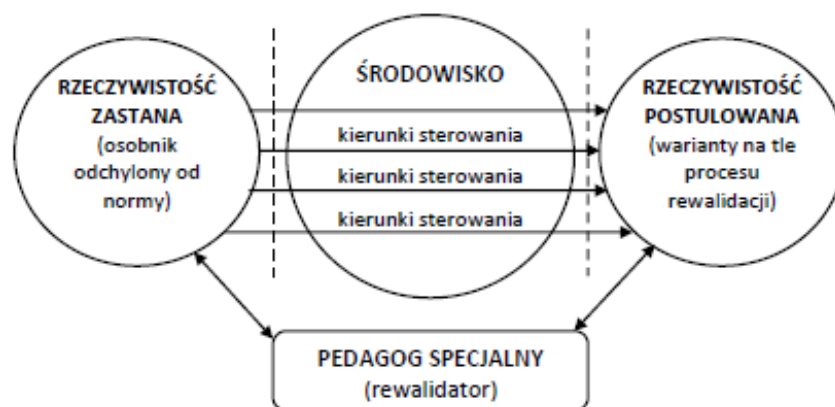 RZECZYWISTOŚĆ
ZASTANA
(osobnik
odchylony od
normy)
ŚRODOWISKO
kierunki sterowania
kierunki sterowania
kierunki sterowania
RZECZYWISTOŚĆ
POSTULOWANA
(warianty na tle
procesu
rewalidacji)
PEDAGOG SPECJALNY
(rewalidator)